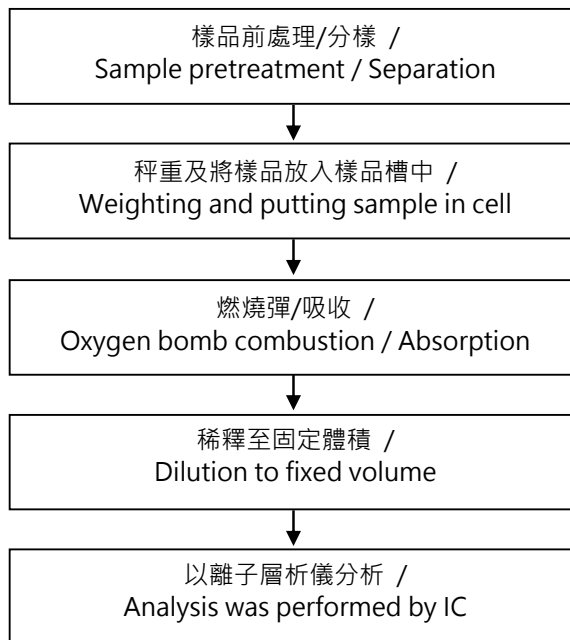 樣品前處理/分樣 /
Sample pretreatment / Separation
秤重及將樣品放入樣品槽中 /
Weighting and putting sample in cell
燃燒彈/吸收 /
Oxygen bomb combustion / Absorption
稀釋至固定體積 /
Dilution to fixed volume
以離子層析儀分析 /
Analysis was performed by IC